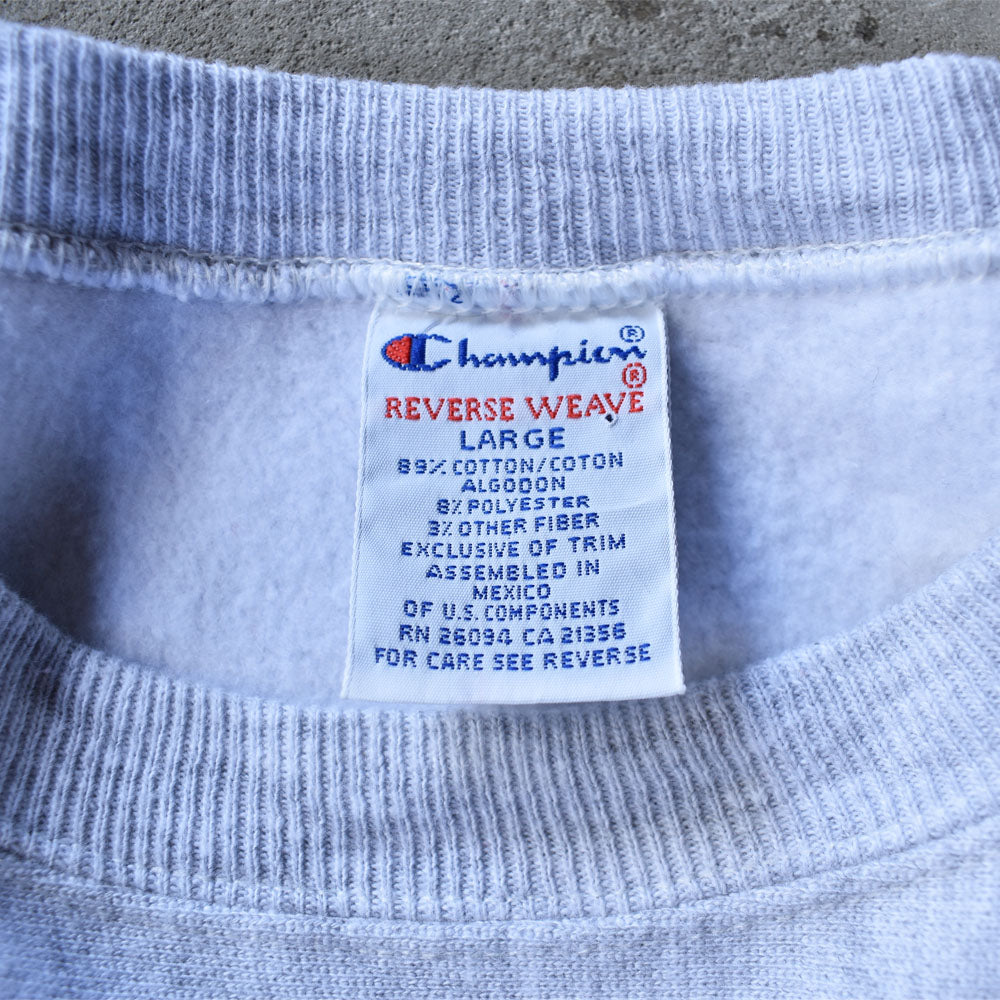 Champion®
REVERSE WEAVE®
LARGE
89% COTTON/COTON
ALGODON
8% POLYESTER
3% OTHER FIBER
EXCLUSIVE OF TRIM
ASSEMBLED IN
MEXICO
OF U.S. COMPONENTS
RN 26094 CA 21356
FOR CARE SEE REVERSE